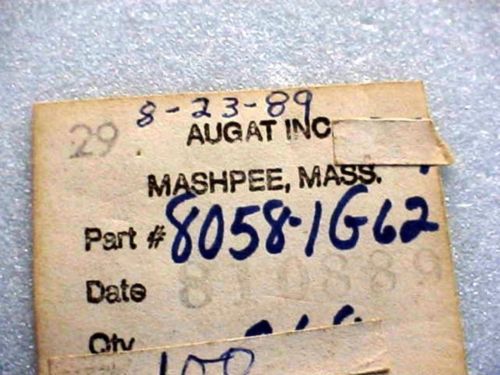 8-23-89
29 AUGAT INC
MASHPEE, MASS.
Part # 8058-1G62
Date 810889
Qty
100